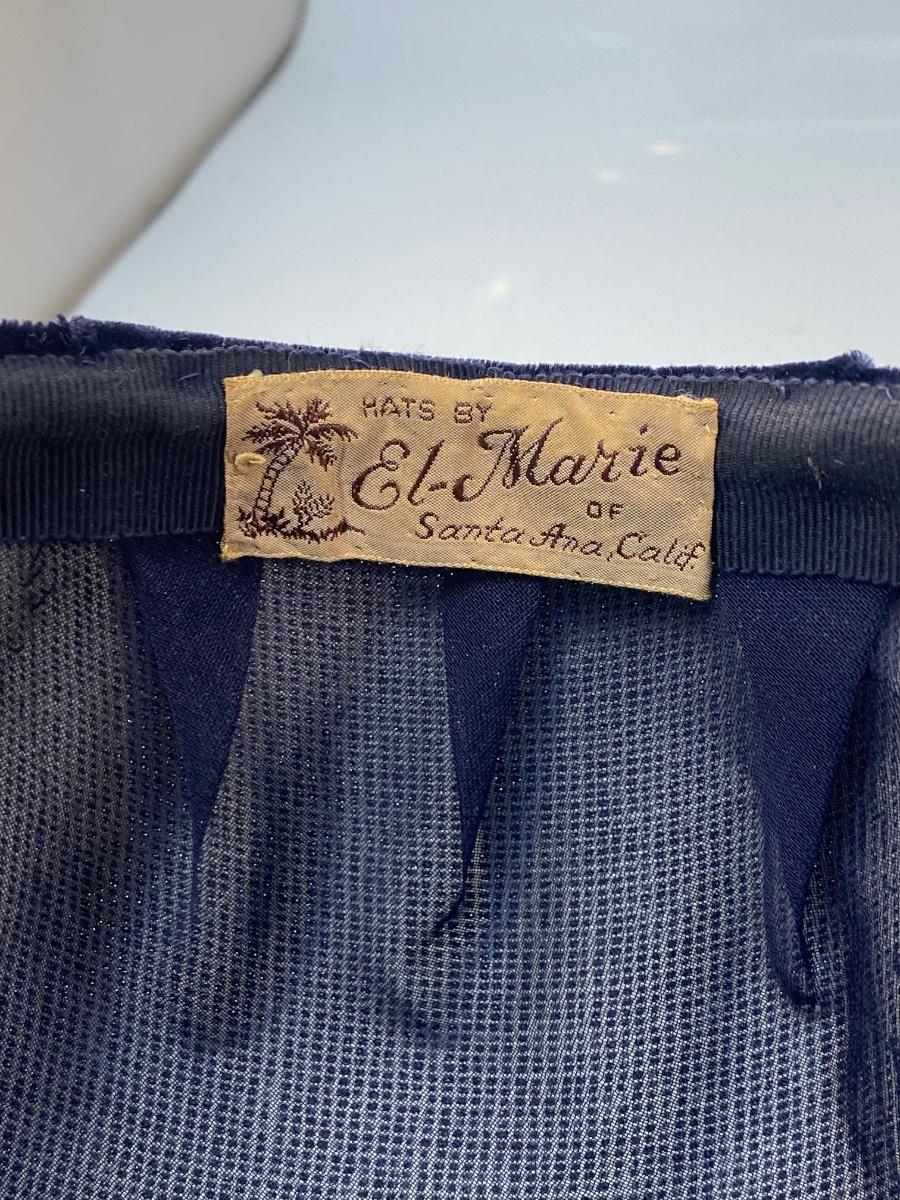 HATS BY
El-Marie
OF
Santa Ana, Calif.